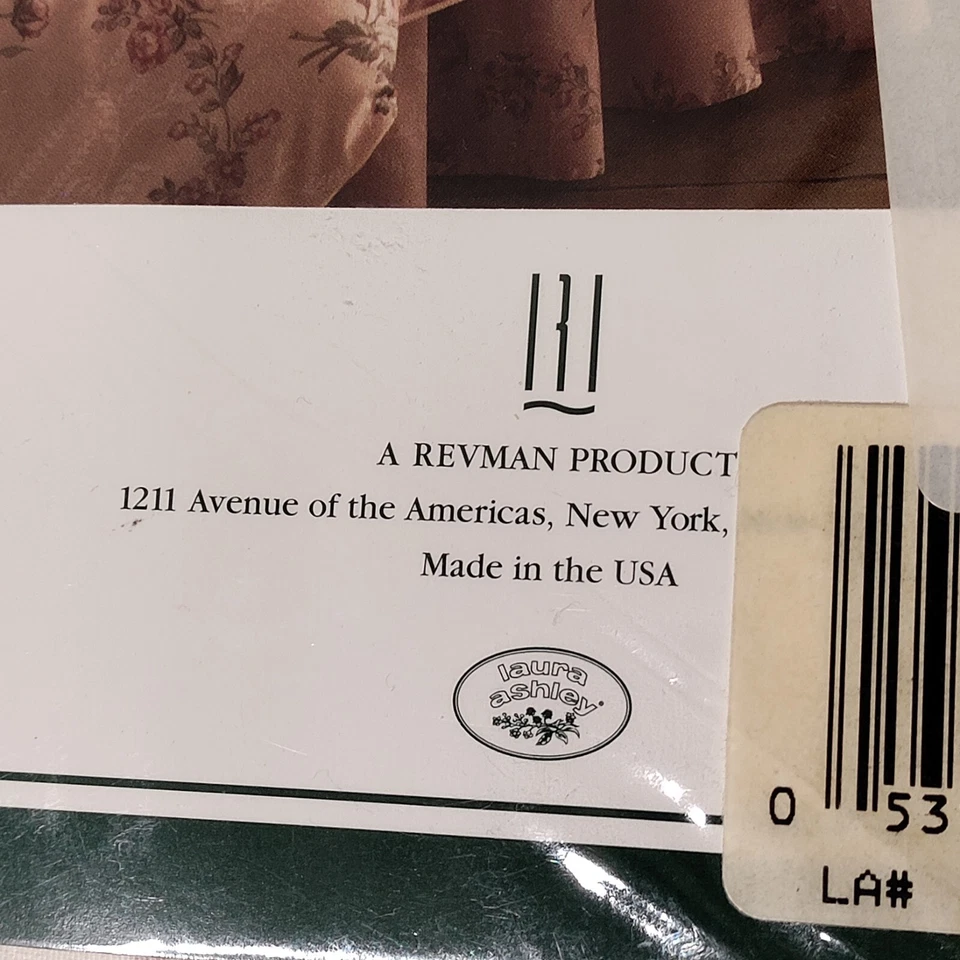 A REVMAN PRODUCT
1211 Avenue of the Americas, New York,
Made in the USA
laura
ashley
0 53
LA#